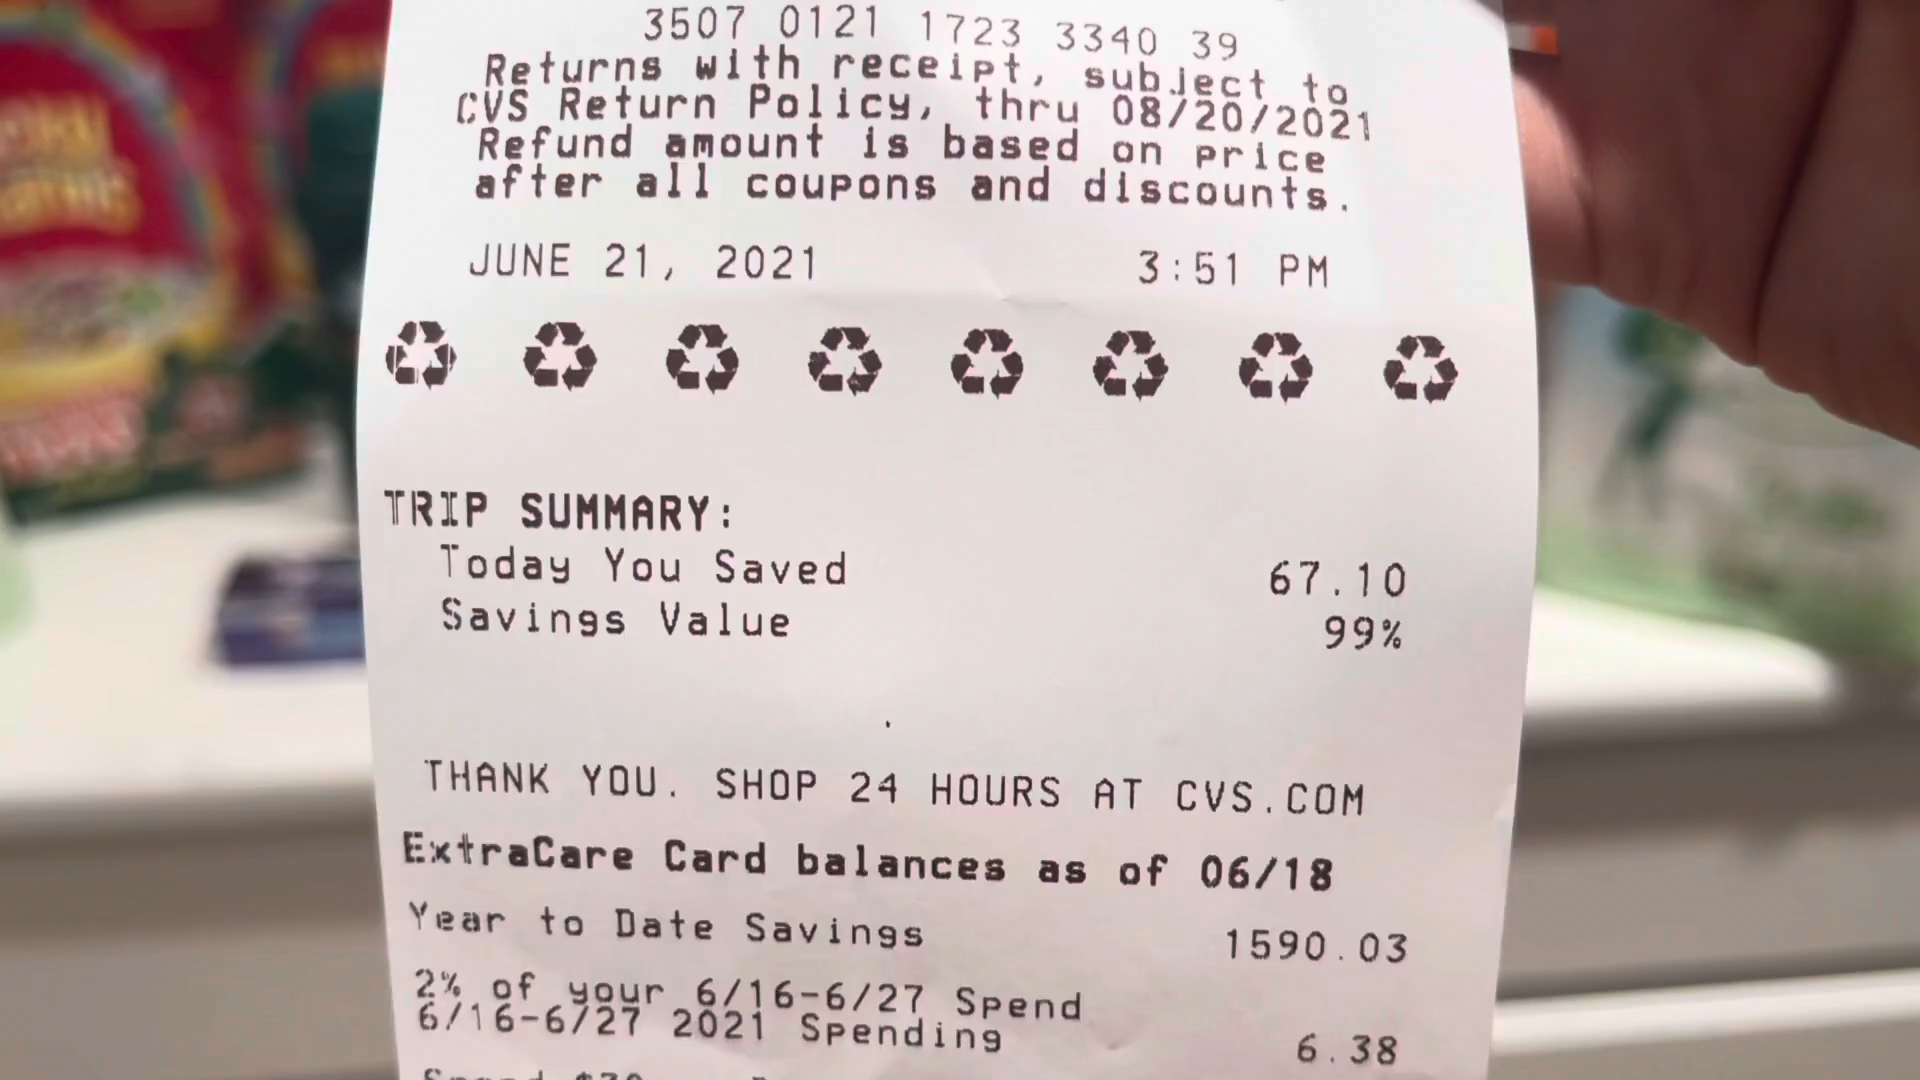 3507 0121 1723 3340 39
Returns with receipt, subject to
CVS Return Policy, thru 08/20/2021
Refund amount is based on price
after all coupons and discounts.
JUNE 21, 2021 3:51 PM
TRIP SUMMARY:
Today You Saved 67.10
Savings Value 99%
THANK YOU. SHOP 24 HOURS AT CVS.COM
ExtraCare Card balances as of 06/18
Year to Date Savings 1590.03
2% of your 6/16-6/27 Spend
6/16-6/27 2021 Spending 6.38